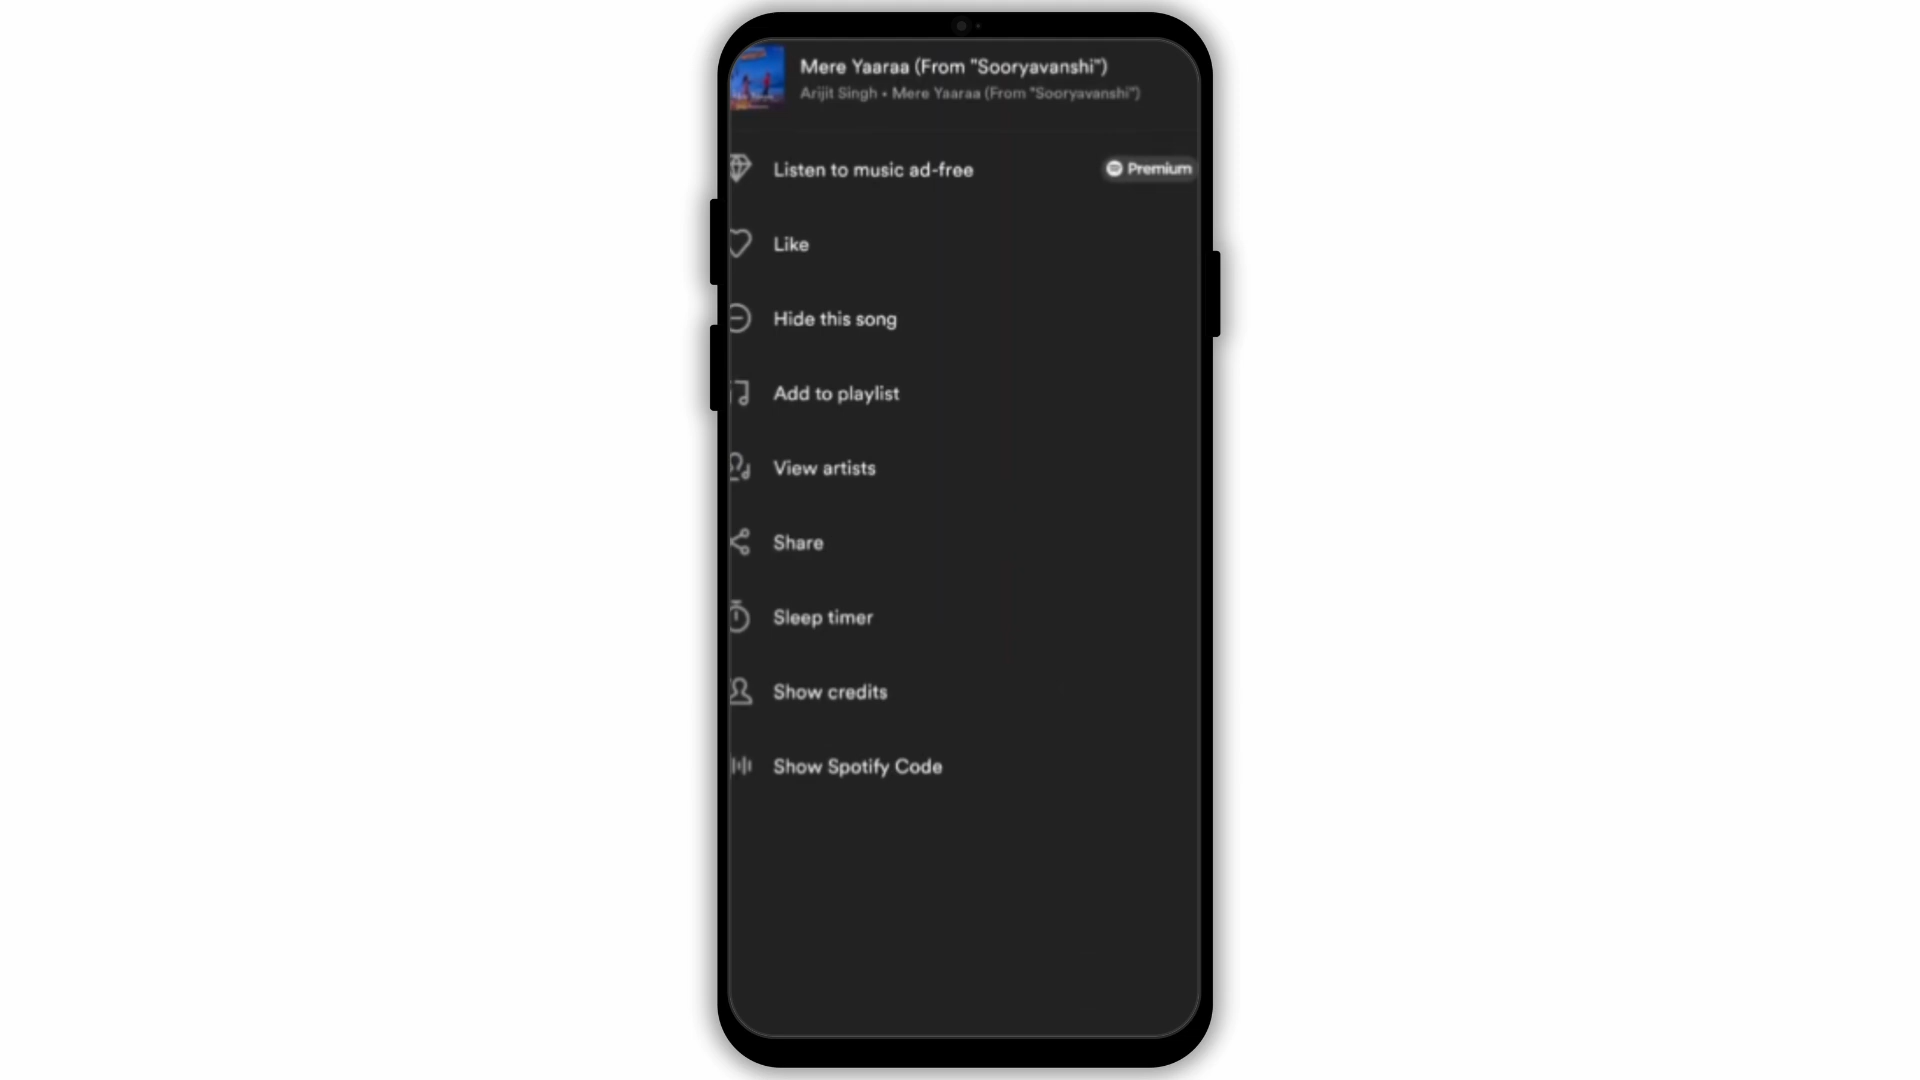 Mere Yaaraa (From "Sooryavanshi")
Arijit Singh • Mere Yaaraa (From "Sooryavanshi")
Listen to music ad-free
Premium
Like
Hide this song
Add to playlist
View artists
Share
Sleep timer
Show credits
Show Spotify Code